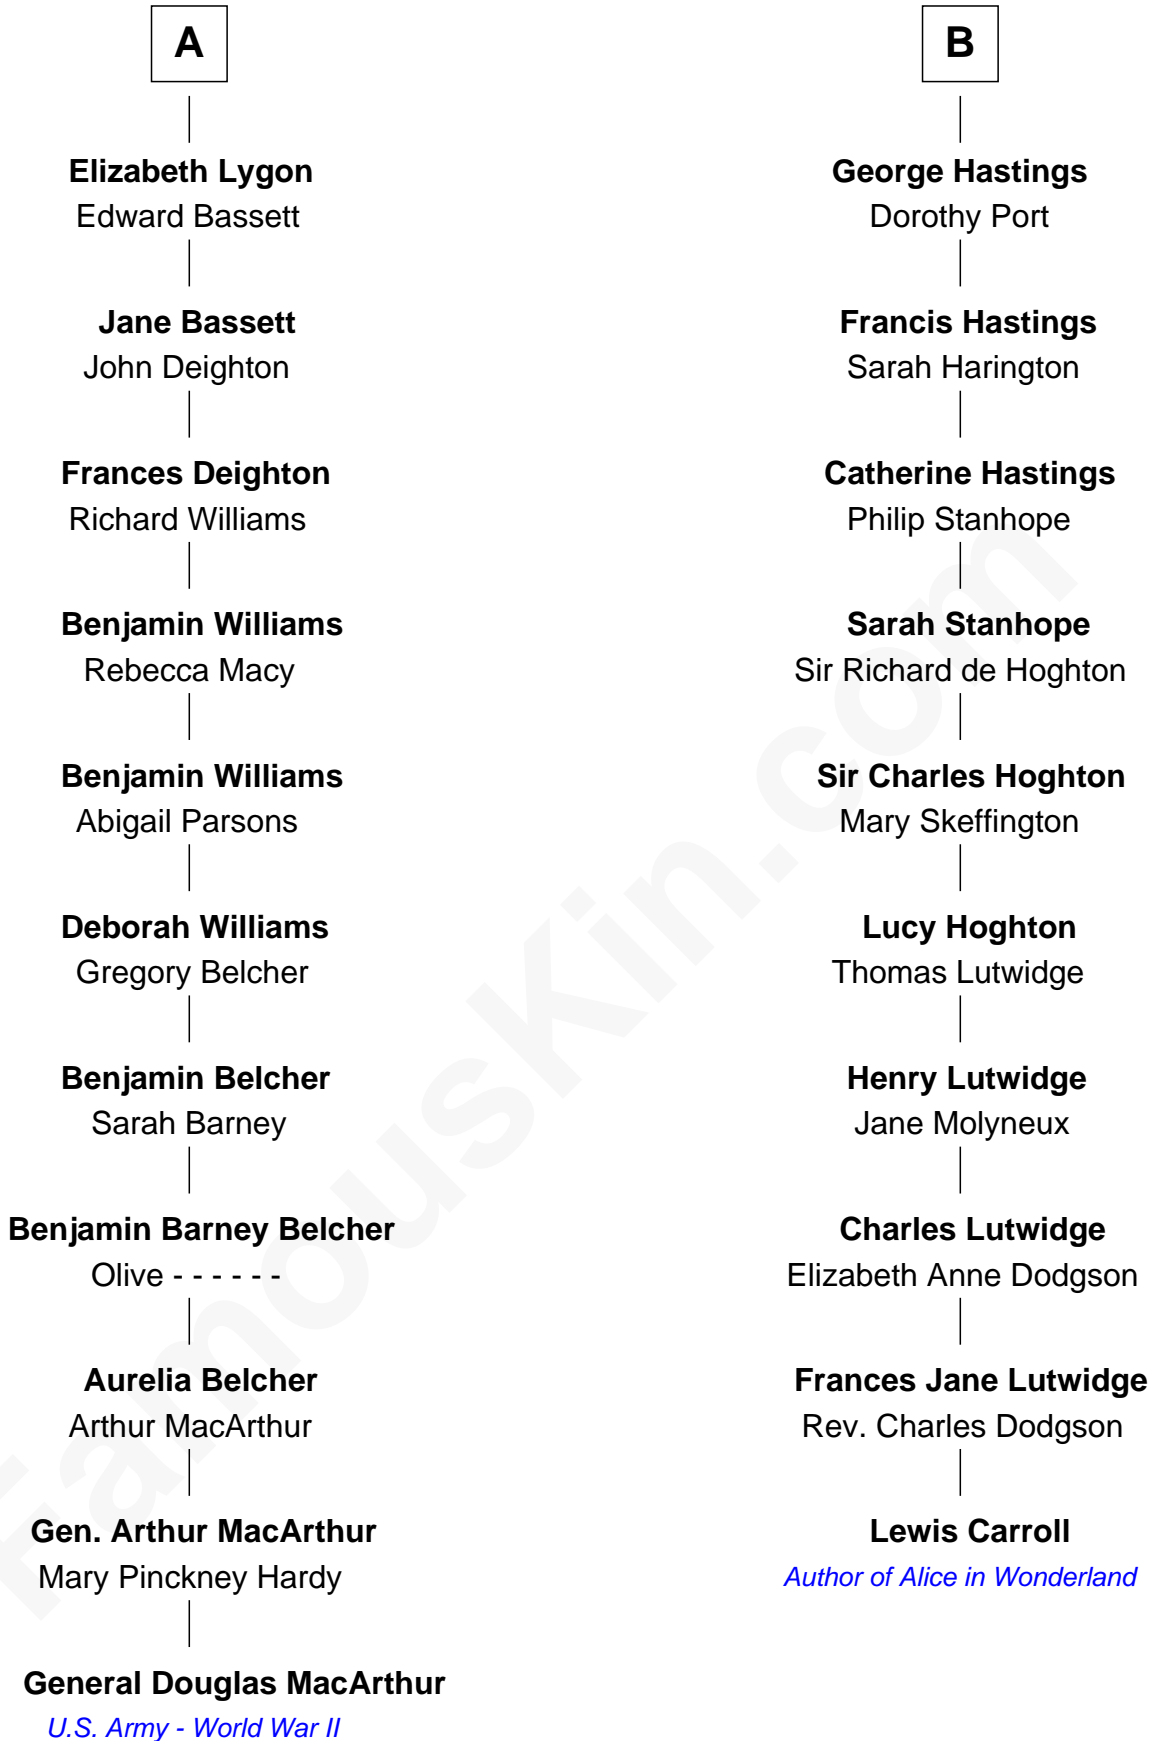 A
Elizabeth Lygon
Edward Bassett
Jane Bassett
John Deighton
Frances Deighton
Richard Williams
Benjamin Williams
Rebecca Macy
Benjamin Williams
Abigail Parsons
Deborah Williams
Gregory Belcher
Benjamin Belcher
Sarah Barney
Benjamin Barney Belcher
Olive - - - - - -
Aurelia Belcher
Arthur MacArthur
Gen. Arthur MacArthur
Mary Pinckney Hardy
General Douglas MacArthur
U.S. Army - World War II
B
George Hastings
Dorothy Port
Francis Hastings
Sarah Harington
Catherine Hastings
Philip Stanhope
Sarah Stanhope
Sir Richard de Hoghton
Sir Charles Hoghton
Mary Skeffington
Lucy Hoghton
Thomas Lutwidge
Henry Lutwidge
Jane Molyneux
Charles Lutwidge
Elizabeth Anne Dodgson
Frances Jane Lutwidge
Rev. Charles Dodgson
Lewis Carroll
Author of Alice in Wonderland
FamousKin.com